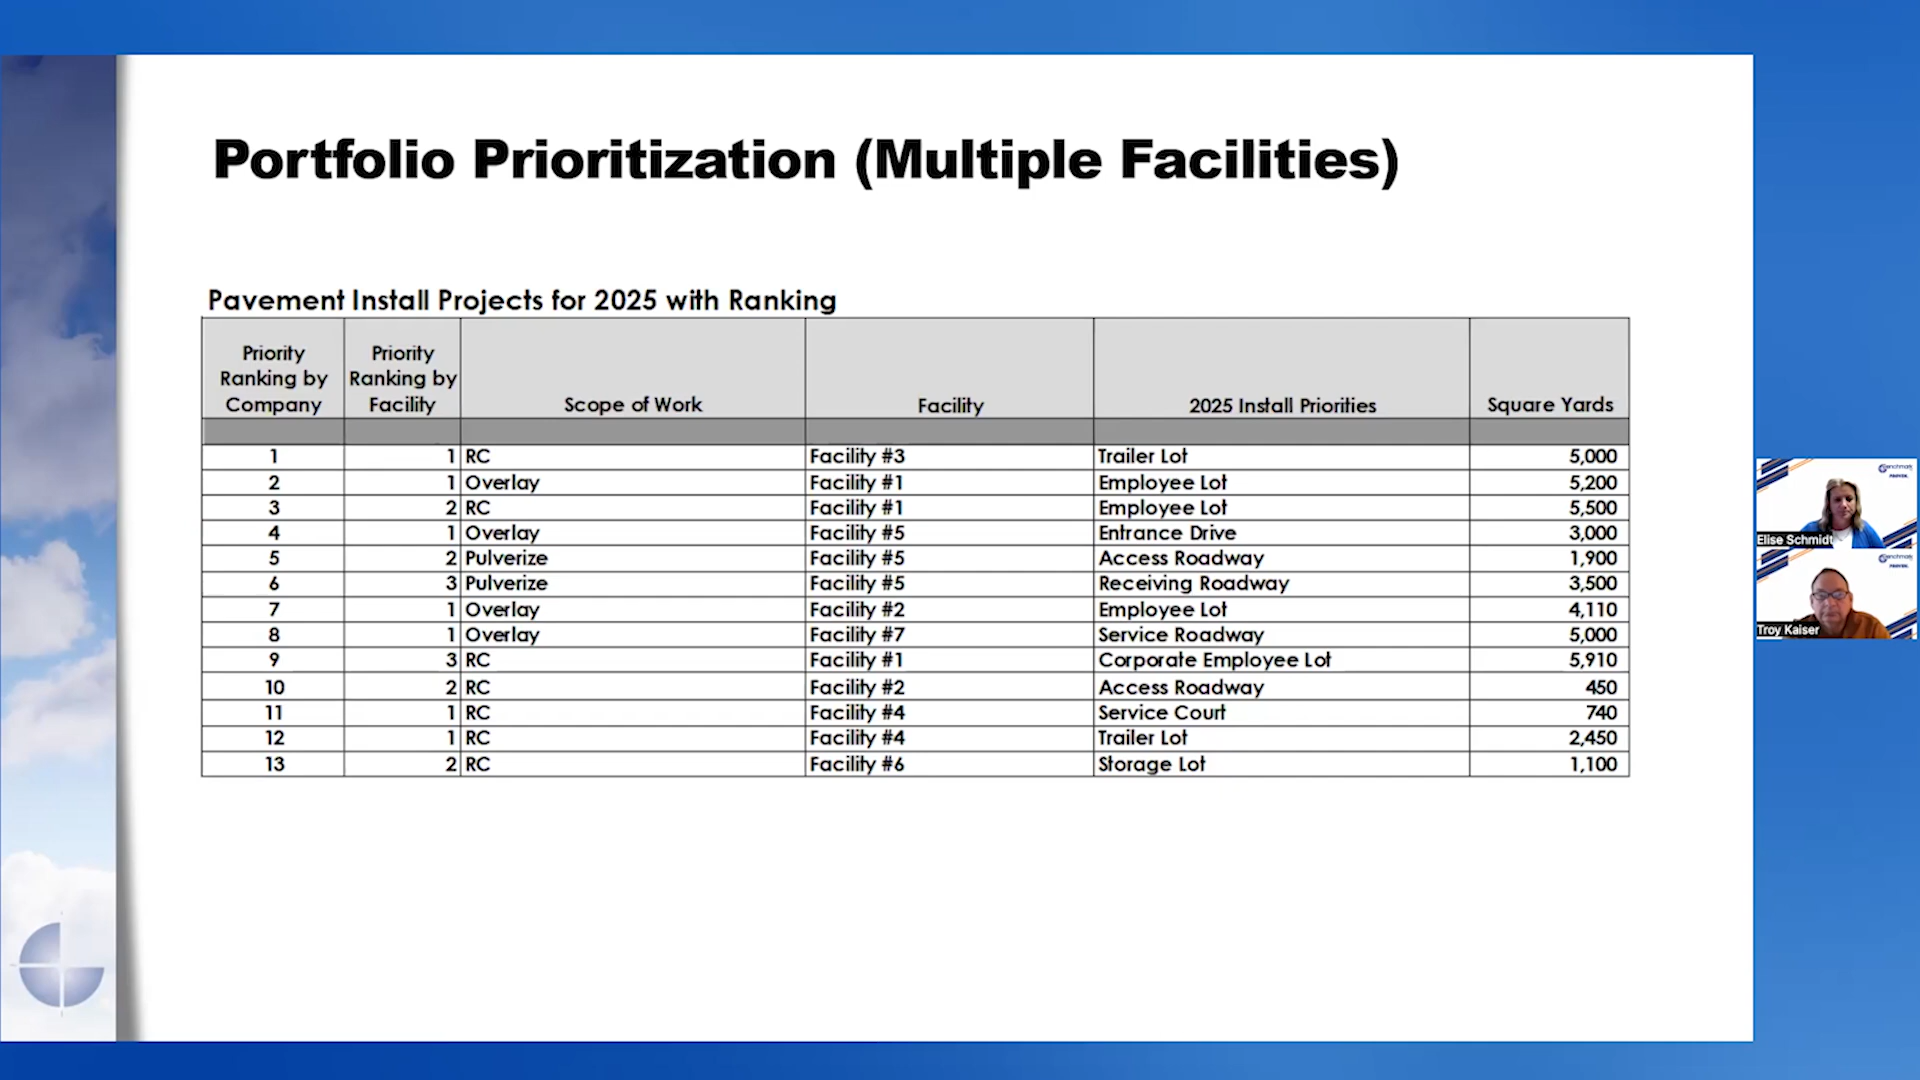 Portfolio Prioritization (Multiple Facilities)
Pavement Install Projects for 2025 with Ranking
Priority Ranking by Company Priority Ranking by Facility Scope of Work Facility 2025 Install Priorities Square Yards
1 1 RC Facility #3 Trailer Lot 5,000
2 1 Overlay Facility #1 Employee Lot 5,200
3 2 RC Facility #1 Employee Lot 5,500
4 1 Overlay Facility #5 Entrance Drive 3,000
5 2 Pulverize Facility #5 Access Roadway 1,900
6 3 Pulverize Facility #5 Receiving Roadway 3,500
7 1 Overlay Facility #2 Employee Lot 4,110
8 1 Overlay Facility #7 Service Roadway 5,000
9 3 RC Facility #1 Corporate Employee Lot 5,910
10 2 RC Facility #2 Access Roadway 450
11 1 RC Facility #4 Service Court 740
12 1 RC Facility #4 Trailer Lot 2,450
13 2 RC Facility #6 Storage Lot 1,100
Elise Schmidt
Troy Kaiser